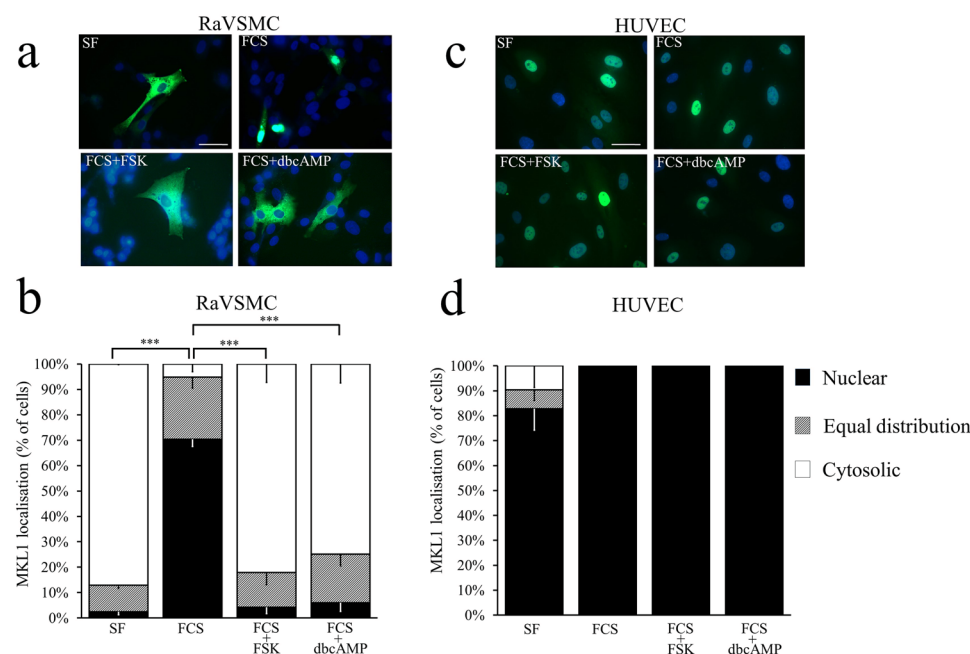 RaVSMC
a
SF
FCS
FCS+FSK
FCS+dbcAMP
HUVEC
c
SF
FCS
FCS+FSK
FCS+dbcAMP
b
RaVSMC
***
***
***
MKL1 localisation (% of cells)
100%
90%
80%
70%
60%
50%
40%
30%
20%
10%
0%
SF
FCS
FCS
+
FSK
FCS
+
dbcAMP
d
HUVEC
MKL1 localisation (% of cells)
100%
90%
80%
70%
60%
50%
40%
30%
20%
10%
0%
SF
FCS
FCS
+
FSK
FCS
+
dbcAMP
Nuclear
Equal distribution
Cytosolic